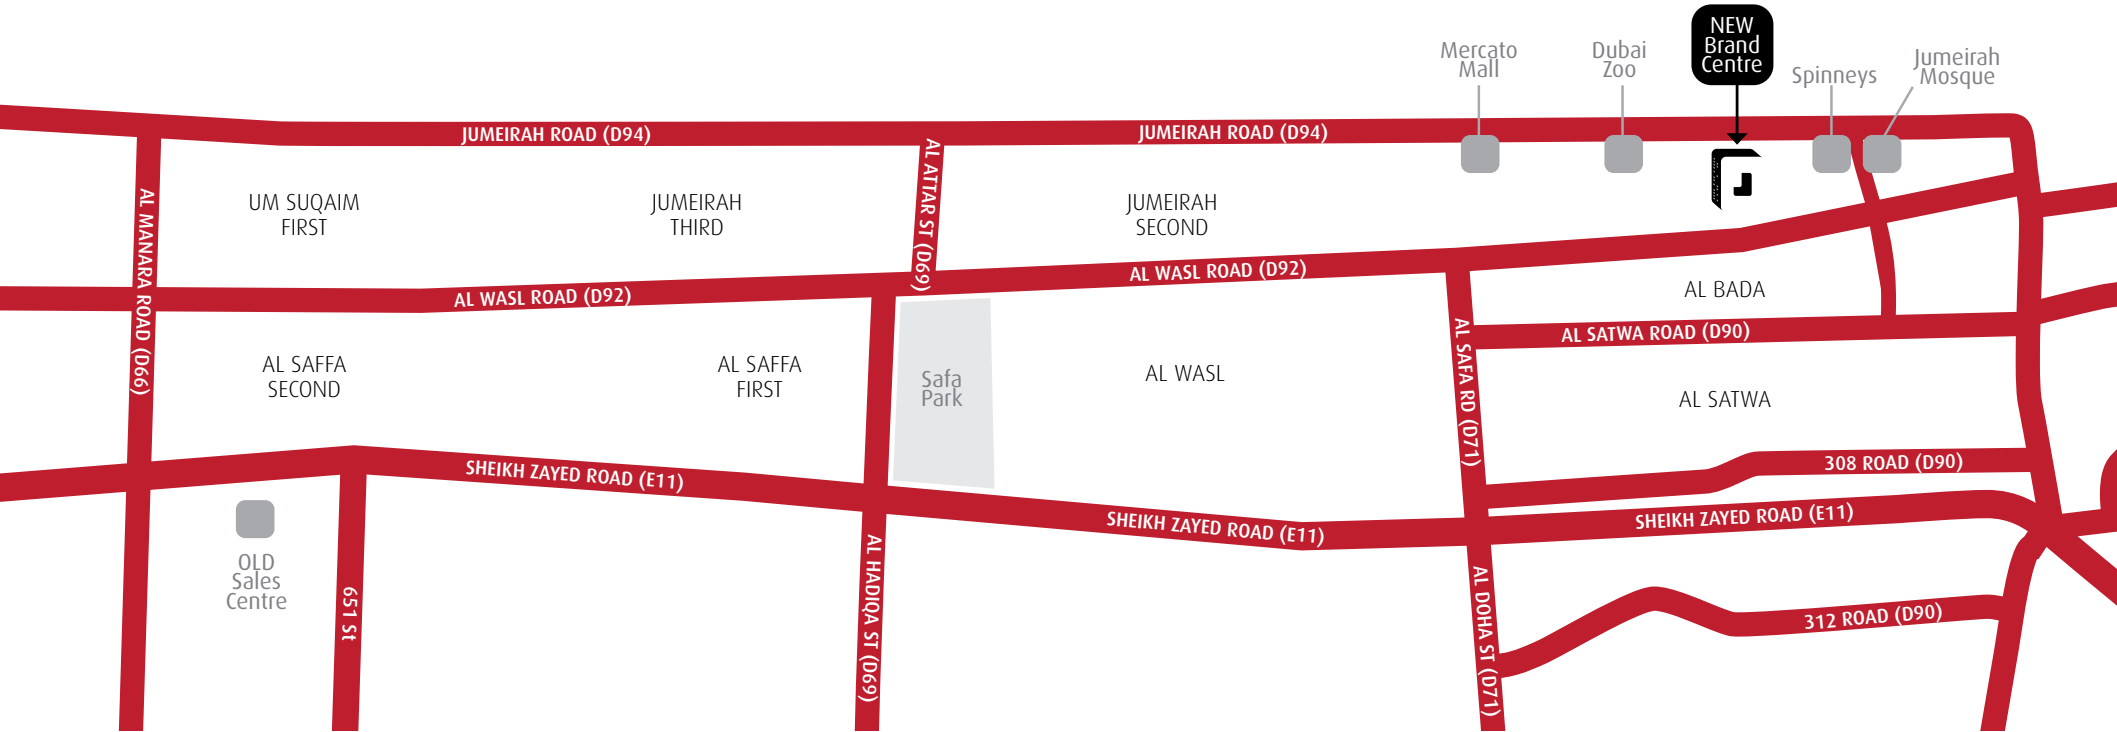 NEW
Brand
Centre
Mercato
Mall
Dubai
Zoo
Spinneys
Jumeirah
Mosque
JUMEIRAH ROAD (D94)
JUMEIRAH ROAD (D94)
AL MANARA ROAD (D66)
UM SUQAIM
FIRST
JUMEIRAH
THIRD
AL ATTAR ST (D69)
JUMEIRAH
SECOND
AL WASL ROAD (D92)
AL WASL ROAD (D92)
AL BADA
AL SATWA ROAD (D90)
AL SAFFA
SECOND
AL SAFFA
FIRST
Safa
Park
AL WASL
AL SAFA RD (D71)
AL SATWA
308 ROAD (D90)
SHEIKH ZAYED ROAD (E11)
SHEIKH ZAYED ROAD (E11)
SHEIKH ZAYED ROAD (E11)
OLD
Sales
Centre
651 St
AL HADIQA ST (D69)
AL DOHA ST (D71)
312 ROAD (D90)